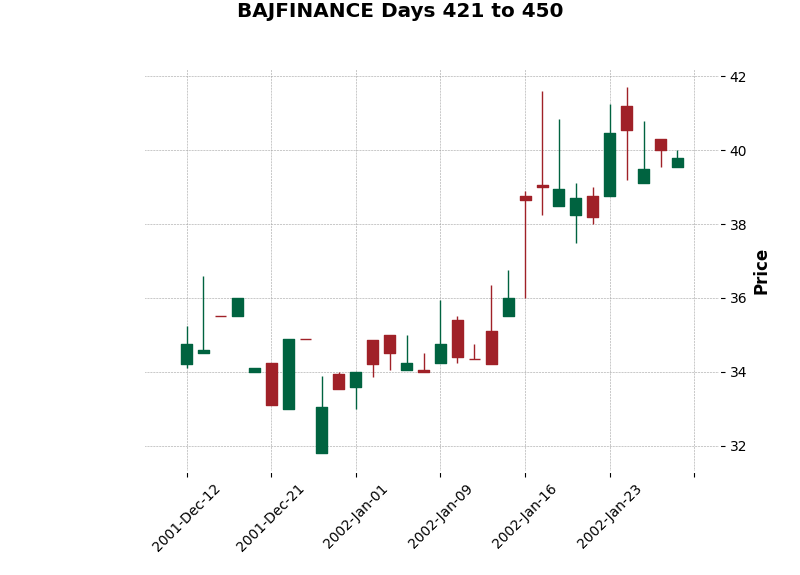 BAJFINANCE Days 421 to 450
42
40
38
36
34
32
Price
2001-Dec-12
2001-Dec-21
2002-Jan-01
2002-Jan-09
2002-Jan-16
2002-Jan-23